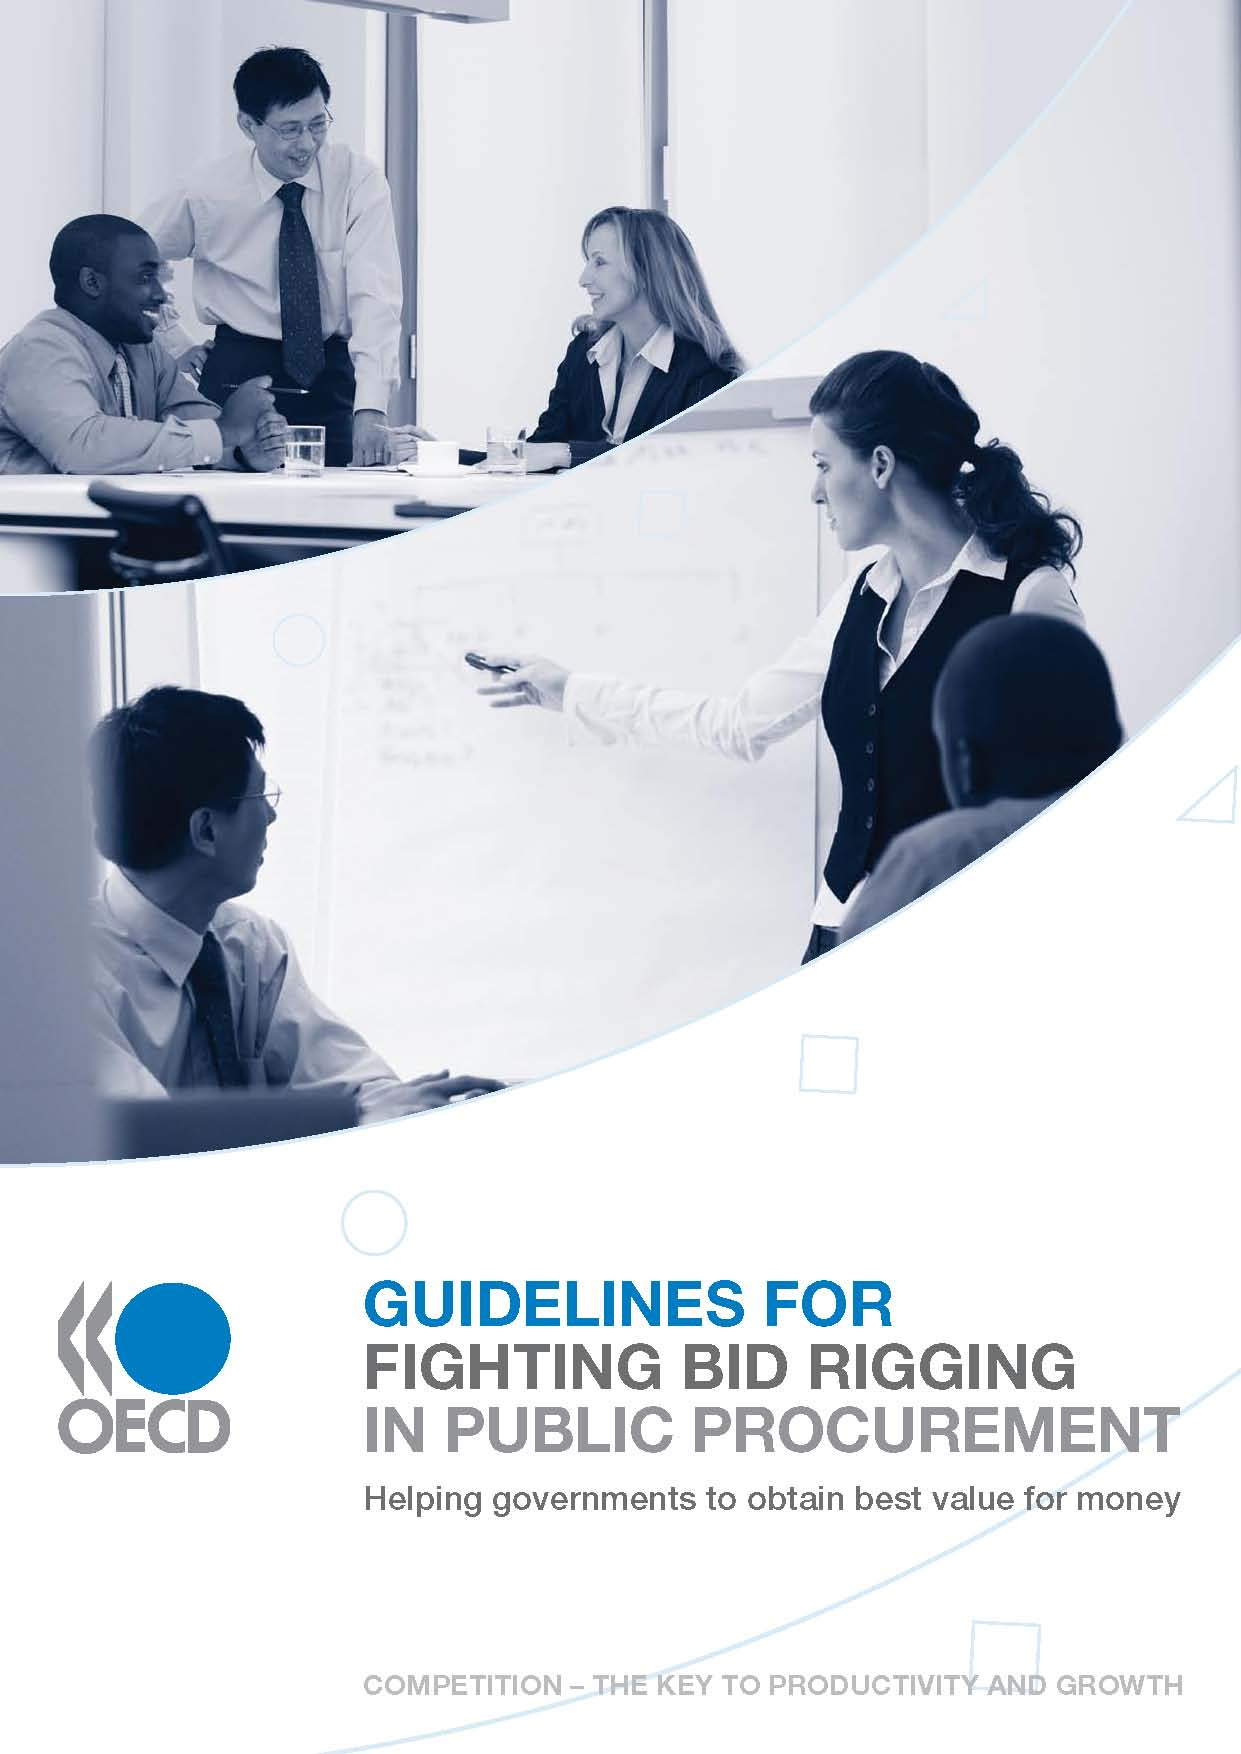 OECD
GUIDELINES FOR
FIGHTING BID RIGGING
IN PUBLIC PROCUREMENT
Helping governments to obtain best value for money
COMPETITION – THE KEY TO PRODUCTIVITY AND GROWTH